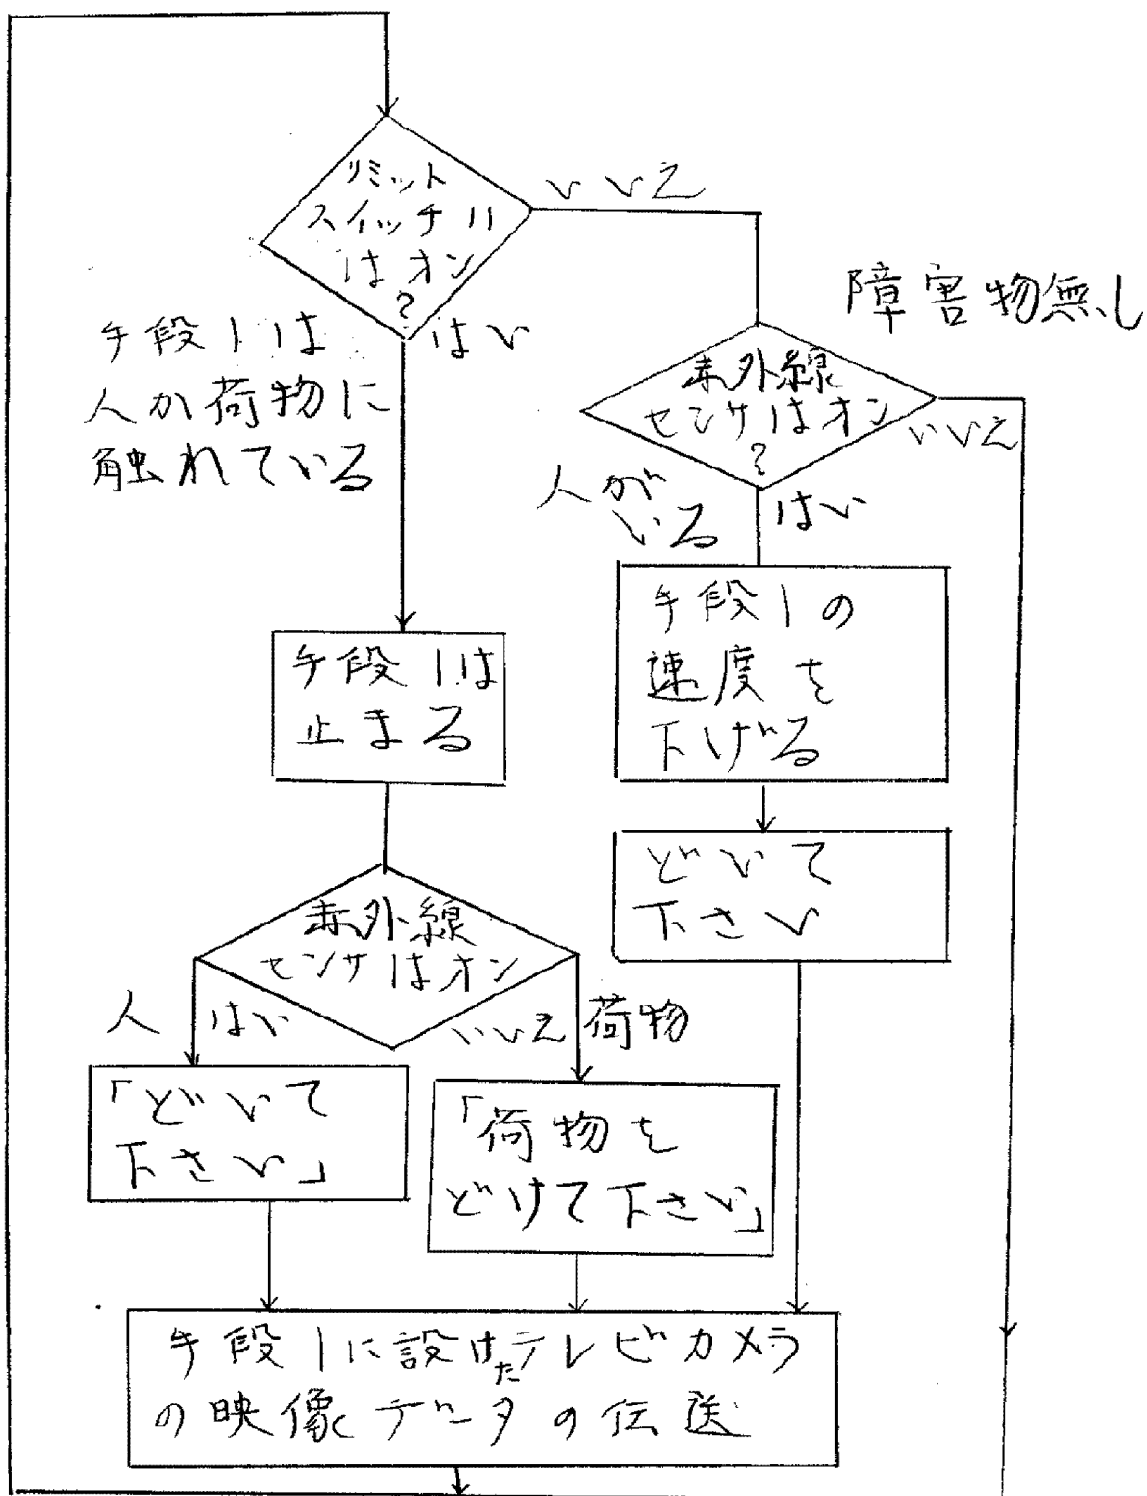 リミット
スイッチ11
はオン
?
いいえ
はい
手段1は
人か荷物に
触れている
障害物無し
赤外線
センサはオン
?
いいえ
人が
いる
はい
手段1の
速度を
下げる
どいて
下さい
手段1は
止まる
赤外線
センサはオン
人 はい
いいえ 荷物
「どいて
下さい」
「荷物を
どけて下さい」
手段1に設けたテレビカメラ
の映像データの伝送